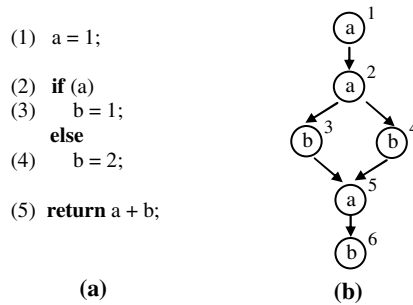 (1) a = 1;
(2) if (a)
(3) b = 1;
else
(4) b = 2;
(5) return a + b;
(a)
a 1
a 2
b 3
b 4
a 5
b 6
(b)